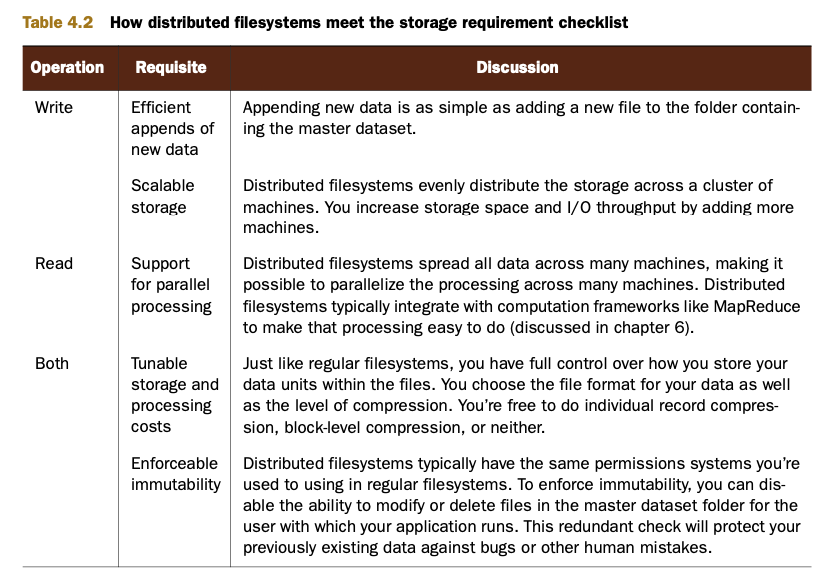 Table 4.2 How distributed filesystems meet the storage requirement checklist
Operation Requisite Discussion
Write
Efficient
appends of
new data
Appending new data is as simple as adding a new file to the folder contain-
ing the master dataset.
Scalable
storage
Distributed filesystems evenly distribute the storage across a cluster of
machines. You increase storage space and I/O throughput by adding more
machines.
Read
Support
for parallel
processing
Distributed filesystems spread all data across many machines, making it
possible to parallelize the processing across many machines. Distributed
filesystems typically integrate with computation frameworks like MapReduce
to make that processing easy to do (discussed in chapter 6).
Both
Tunable
storage and
processing
costs
Just like regular filesystems, you have full control over how you store your
data units within the files. You choose the file format for your data as well
as the level of compression. You're free to do individual record compres-
sion, block-level compression, or neither.
Enforceable
immutability
Distributed filesystems typically have the same permissions systems you're
used to using in regular filesystems. To enforce immutability, you can dis-
able the ability to modify or delete files in the master dataset folder for the
user with which your application runs. This redundant check will protect your
previously existing data against bugs or other human mistakes.